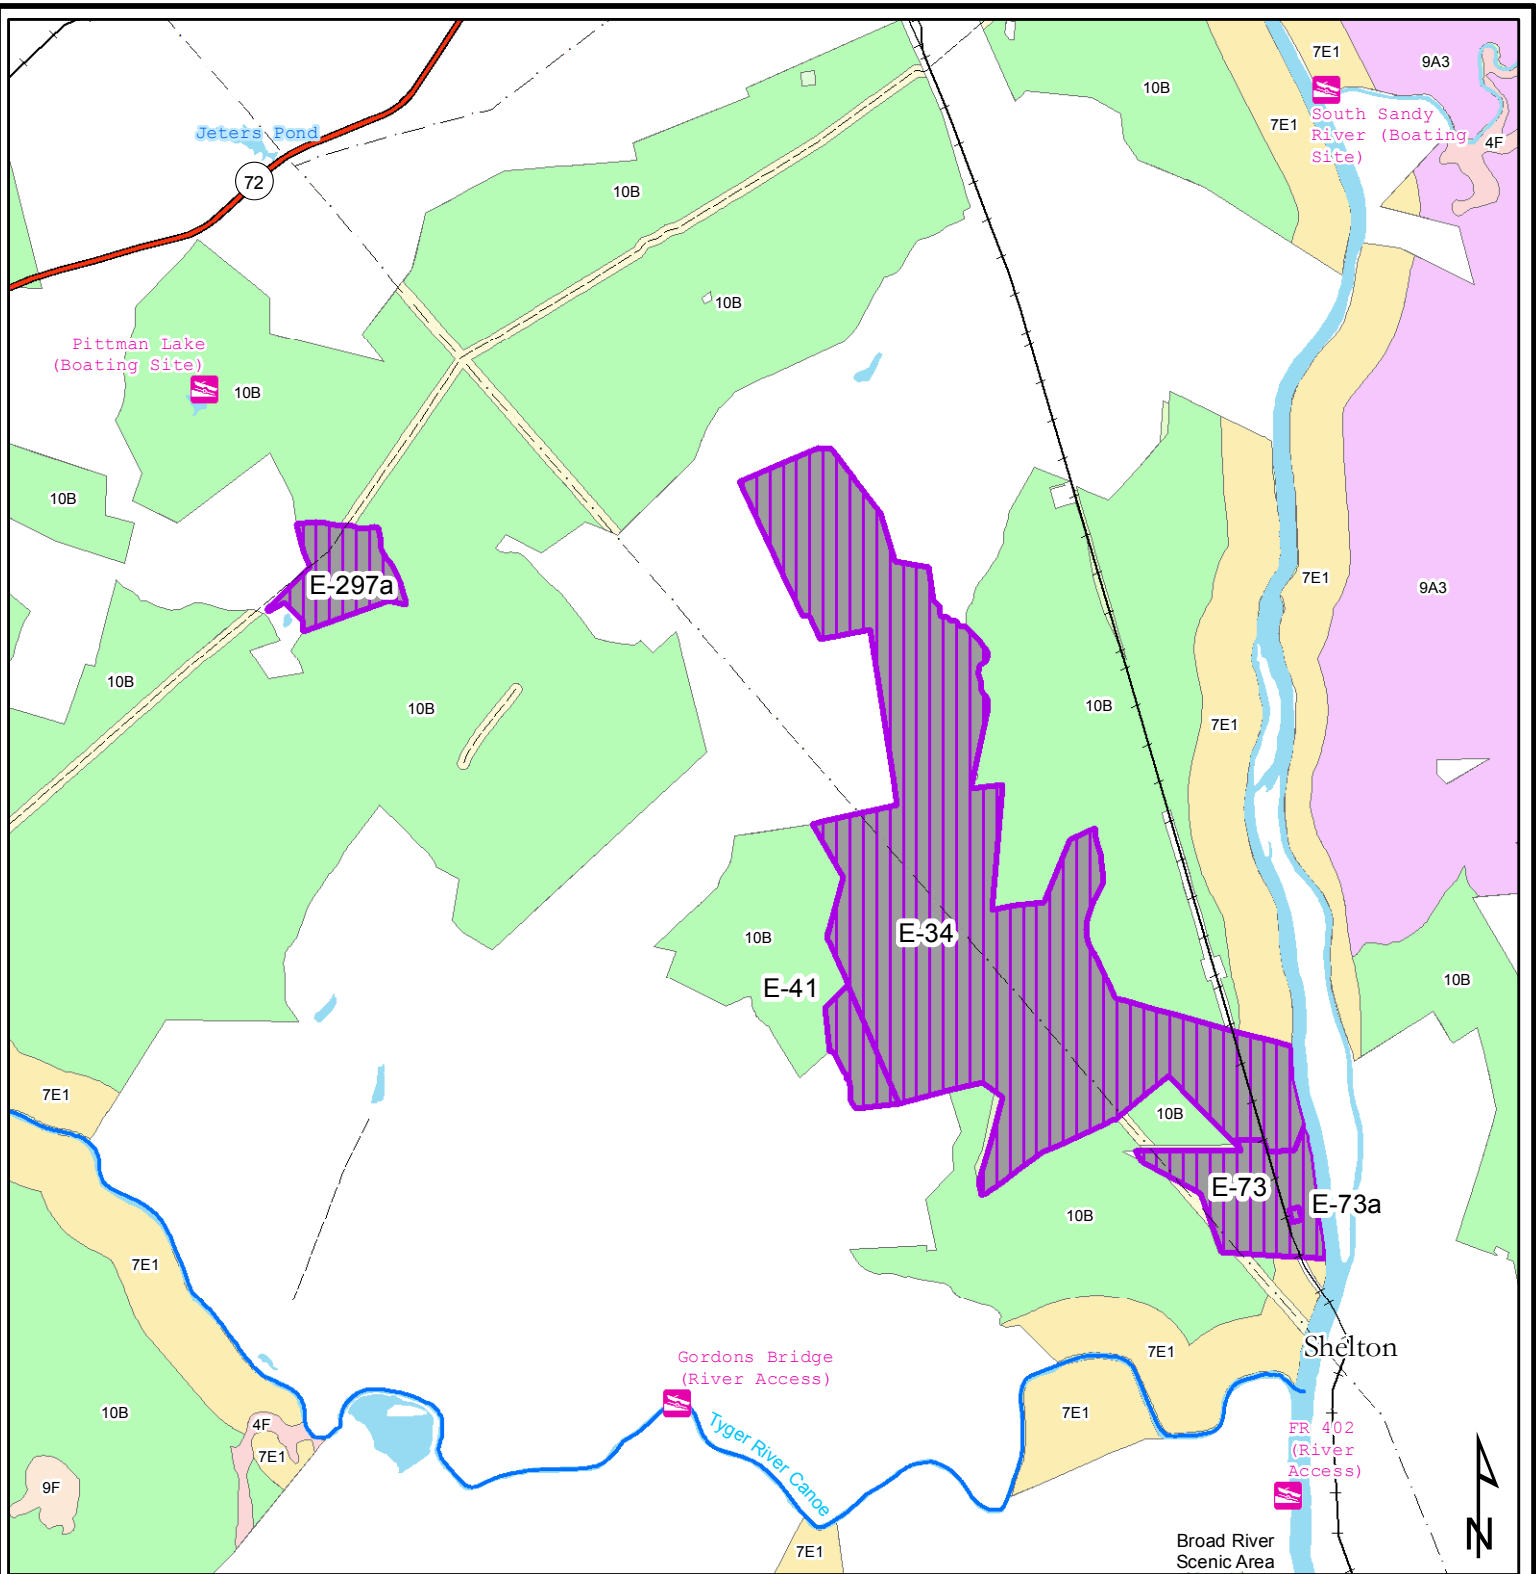 7E1
9A3
10B
7E1
South Sandy
River (Boating
Site)
4F
Jeters Pond
72
10B
10B
Pittman Lake
(Boating Site)
10B
10B
E-297a
7E1
9A3
10B
10B
10B
7E1
E-34
10B
E-41
10B
7E1
10B
E-73
E-73a
10B
7E1
Shelton
7E1
Gordons Bridge
(River Access)
10B
7E1
4F
7E1
Tyger River Canoe
FR 402
(River
Access)
9F
7E1
Broad River
Scenic Area
N